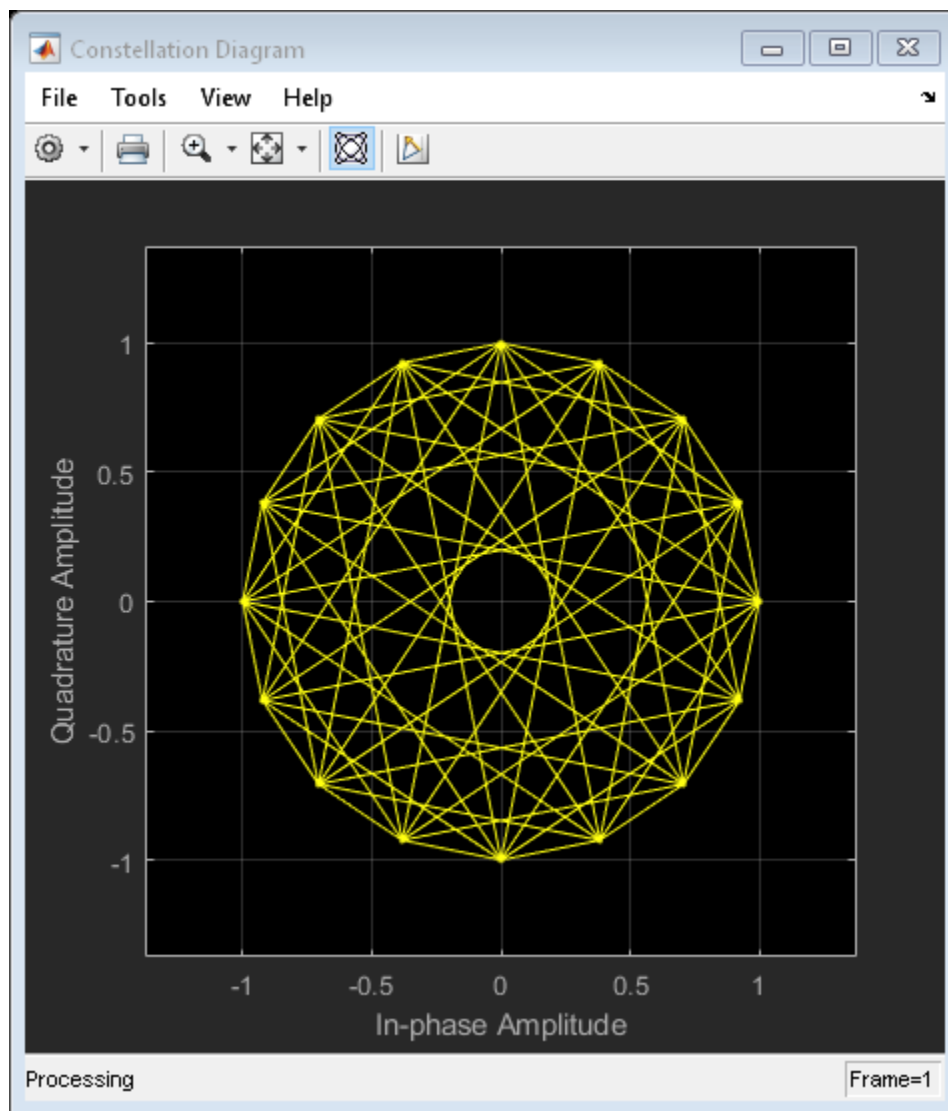 Constellation Diagram
File Tools View Help
Quadrature Amplitude
1
0.5
0
-0.5
-1
-1 -0.5 0 0.5 1
In-phase Amplitude
Processing Frame=1